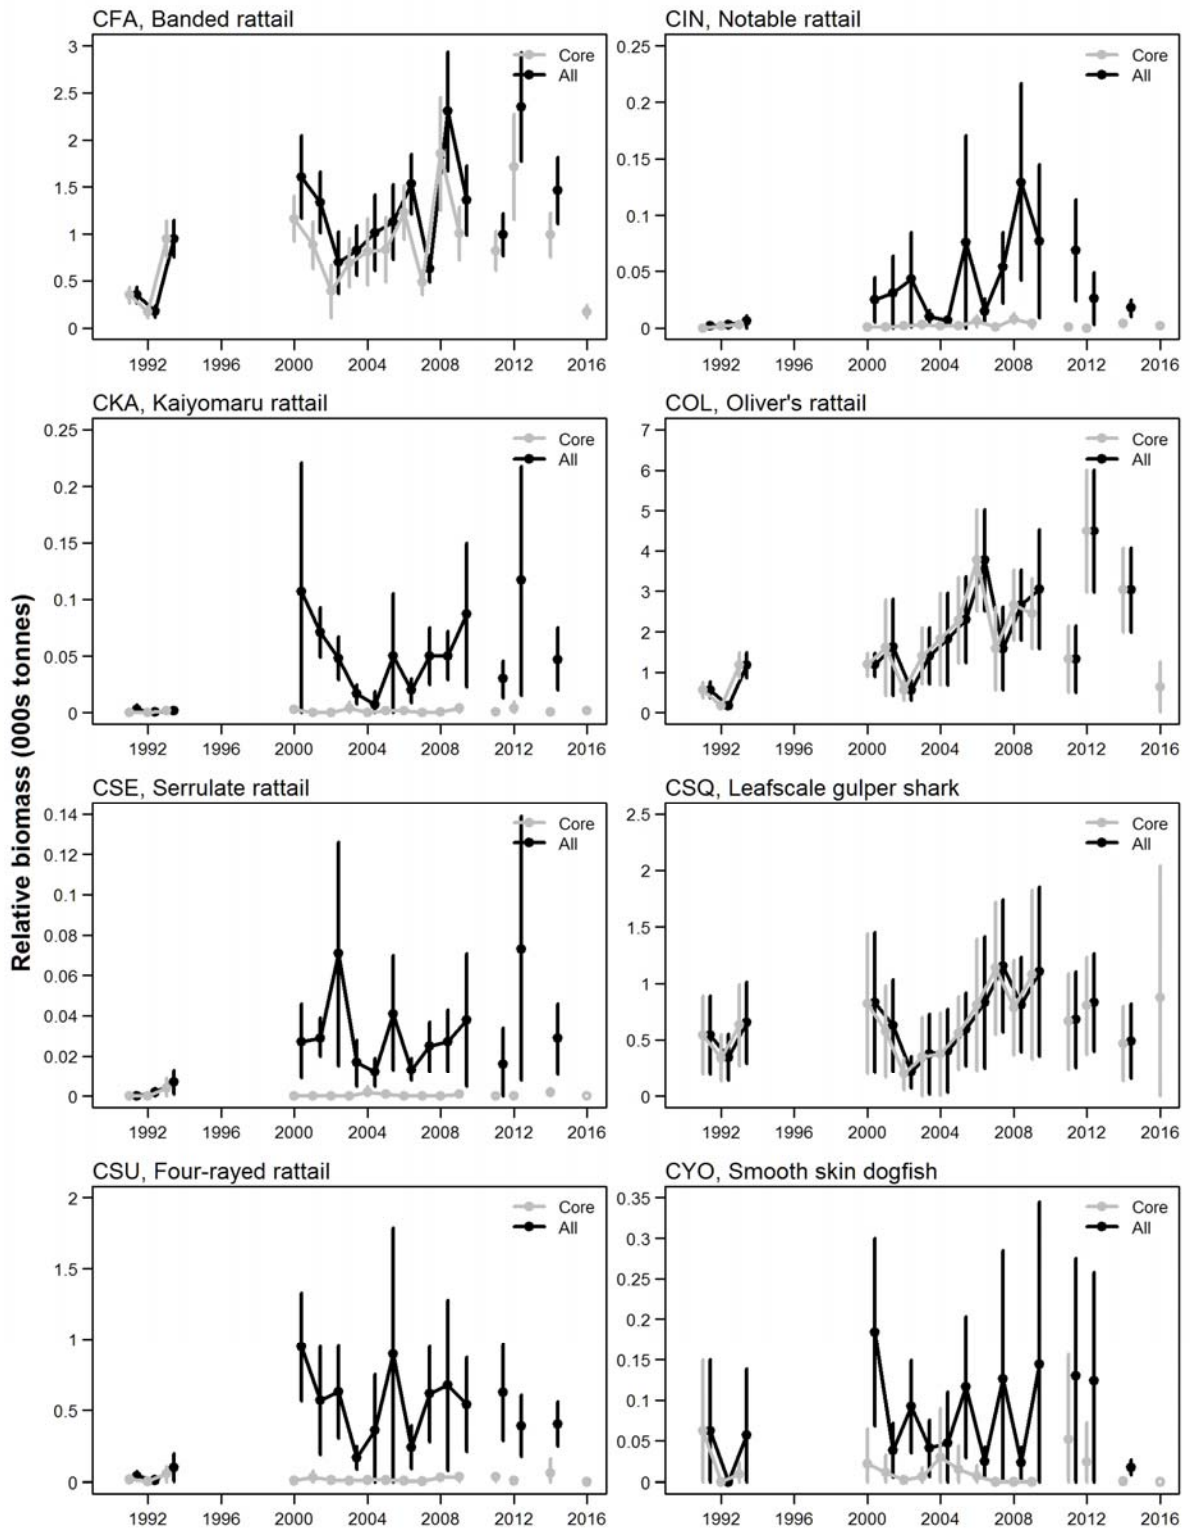 CFA, Banded rattail
3
2.5
2
1.5
1
0.5
0
Core
All
1992 1996 2000 2004 2008 2012 2016
CIN, Notable rattail
0.25
0.2
0.15
0.1
0.05
0
Core
All
1992 1996 2000 2004 2008 2012 2016
CKA, Kaiyomaru rattail
0.25
0.2
0.15
0.1
0.05
0
Core
All
1992 1996 2000 2004 2008 2012 2016
COL, Oliver's rattail
7
6
5
4
3
2
1
0
Core
All
1992 1996 2000 2004 2008 2012 2016
Relative biomass (000s tonnes)
CSE, Serrulate rattail
0.14
0.12
0.1
0.08
0.06
0.04
0.02
0
Core
All
1992 1996 2000 2004 2008 2012 2016
CSQ, Leafscale gulper shark
2.5
2
1.5
1
0.5
0
Core
All
1992 1996 2000 2004 2008 2012 2016
CSU, Four-rayed rattail
2
1.5
1
0.5
0
Core
All
1992 1996 2000 2004 2008 2012 2016
CYO, Smooth skin dogfish
0.35
0.3
0.25
0.2
0.15
0.1
0.05
0
Core
All
1992 1996 2000 2004 2008 2012 2016